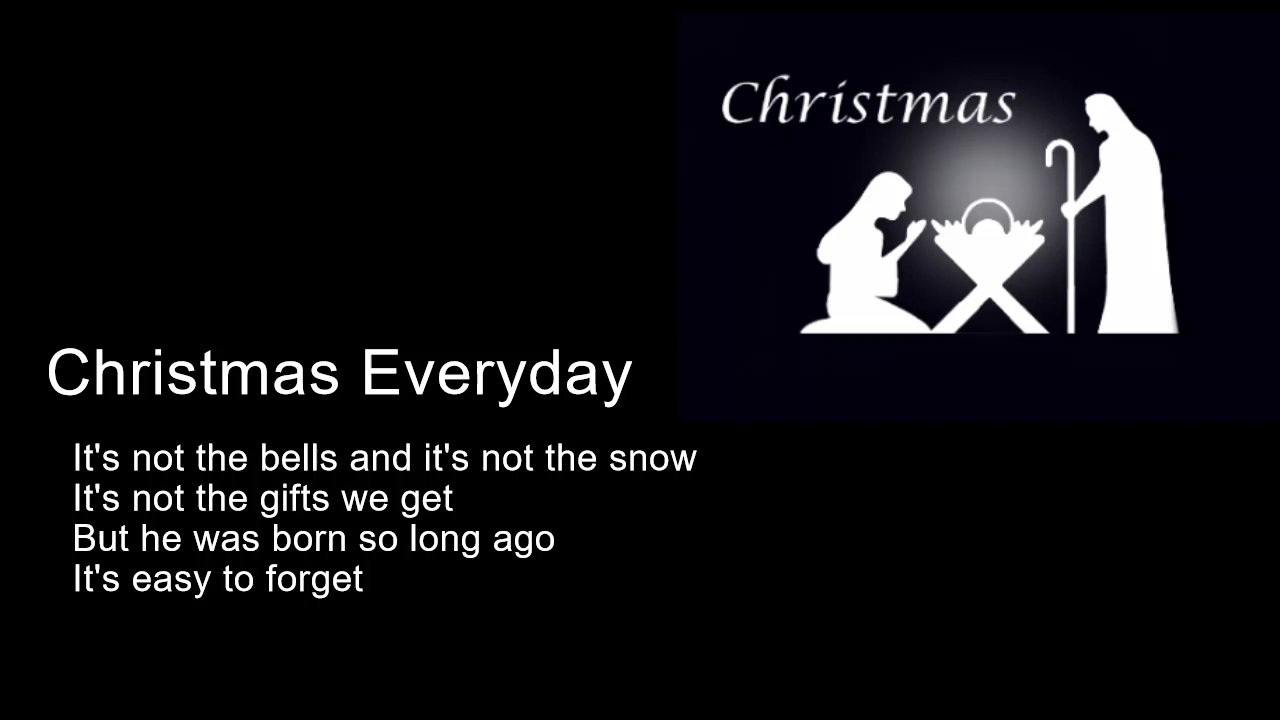 Christmas
Christmas Everyday
It's not the bells and it's not the snow
It's not the gifts we get
But he was born so long ago
It's easy to forget